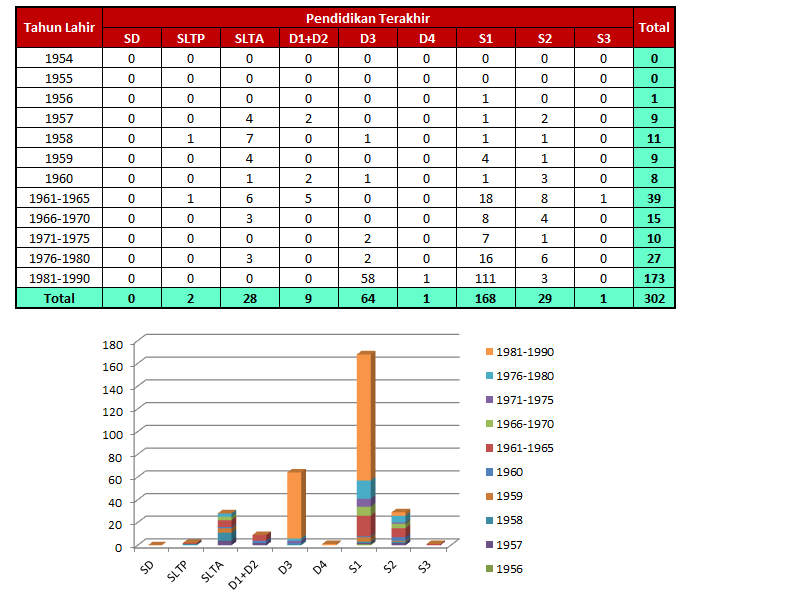 Tahun Lahir Pendidikan Terakhir Total
SD SLTP SLTA D1+D2 D3 D4 S1 S2 S3
1954 0 0 0 0 0 0 0 0 0 0
1955 0 0 0 0 0 0 0 0 0 0
1956 0 0 0 0 0 0 1 0 0 1
1957 0 0 4 2 0 0 1 2 0 9
1958 0 1 7 0 1 0 1 1 0 11
1959 0 0 4 0 0 0 4 1 0 9
1960 0 0 1 2 1 0 1 3 0 8
1961-1965 0 1 6 5 0 0 18 8 1 39
1966-1970 0 0 3 0 0 0 8 4 0 15
1971-1975 0 0 0 0 2 0 7 1 0 10
1976-1980 0 0 3 0 2 0 16 6 0 27
1981-1990 0 0 0 0 58 1 111 3 0 173
Total 0 2 28 9 64 1 168 29 1 302
180
160
140
120
100
80
60
40
20
0
SD SLTP SLTA D1+D2 D3 D4 S1 S2 S3
1981-1990
1976-1980
1971-1975
1966-1970
1961-1965
1960
1959
1958
1957
1956